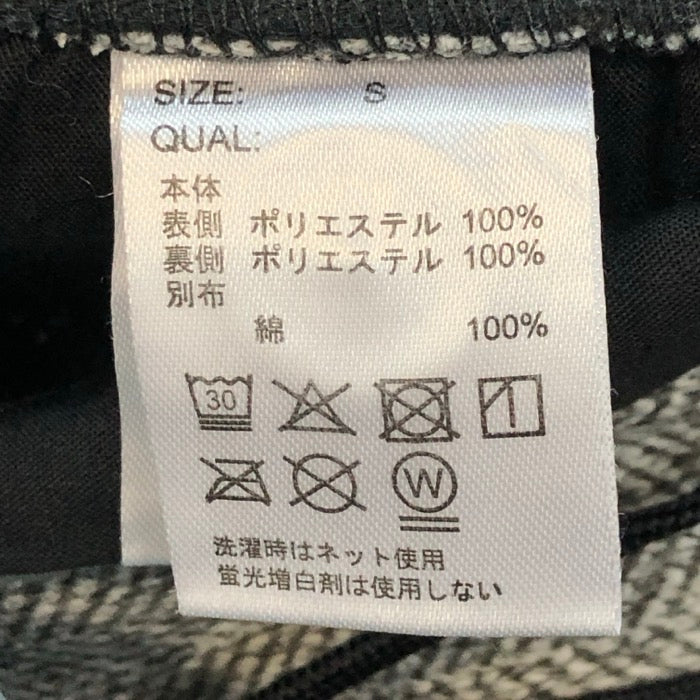 SIZE: S
QUAL:
本体
表側 ポリエステル 100%
裏側 ポリエステル 100%
別布
綿 100%
30
W
洗濯時はネット使用
蛍光増白剤は使用しない